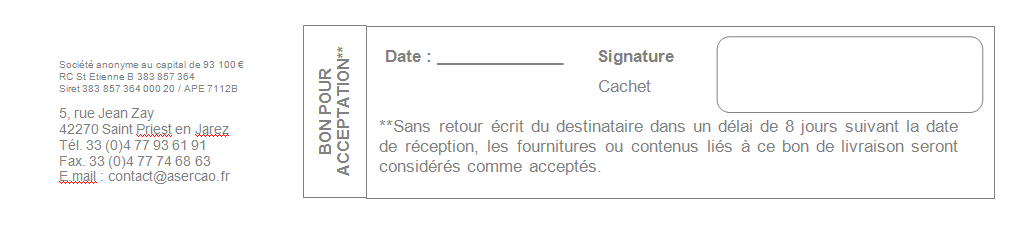 Société anonyme au capital de 93 100 €
RC St Etienne B 383 857 364
Siret 383 857 364 000 20 / APE 7112B
5, rue Jean Zay
42270 Saint Priest en Jarez
Tél. 33 (0)4 77 93 61 91
Fax. 33 (0)4 77 74 68 63
E.mail : contact@asercao.fr
BON POUR
ACCEPTATION**
Date : _______________
Signature
Cachet
**Sans retour écrit du destinataire dans un délai de 8 jours suivant la date
de réception, les fournitures ou contenus liés à ce bon de livraison seront
considérés comme acceptés.